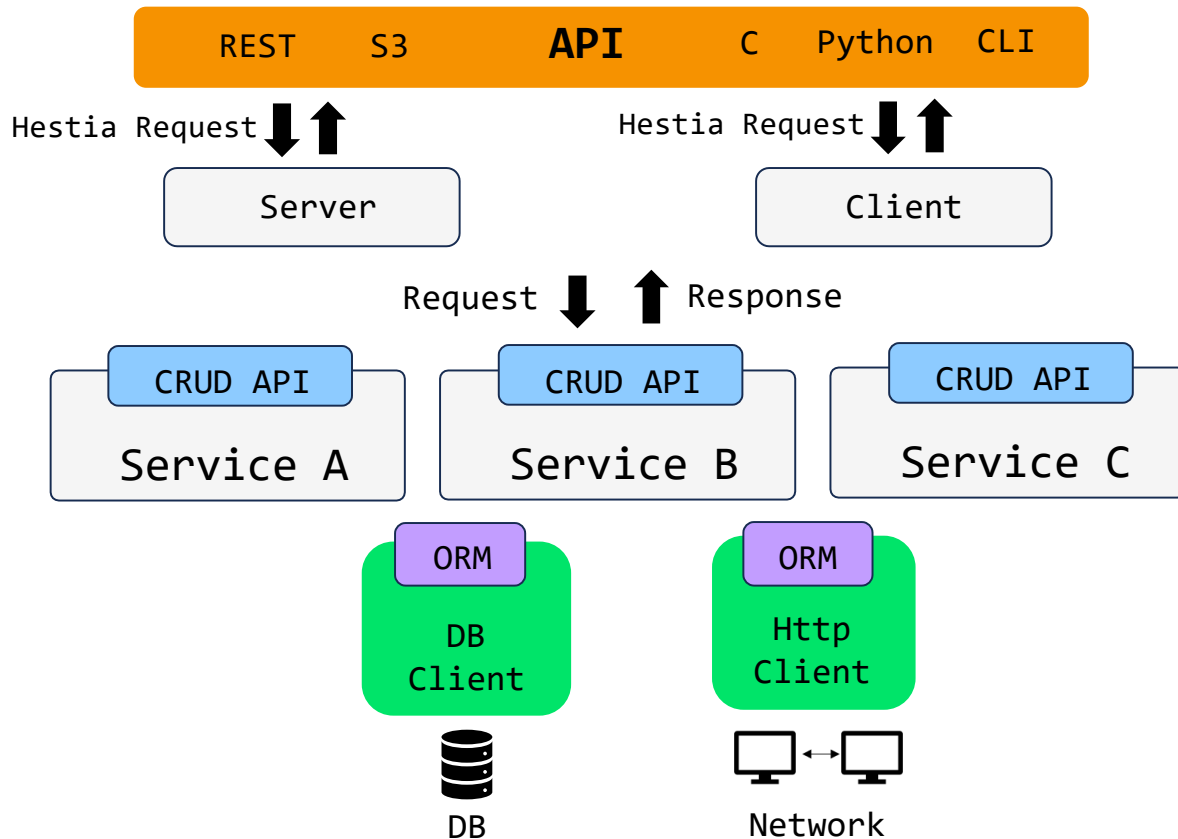 REST S3 API C Python CLI
Hestia Request
Hestia Request
Server
Client
Request
Response
CRUD API
CRUD API
CRUD API
Service A
Service B
Service C
ORM
ORM
DB
Client
Http
Client
DB
Network